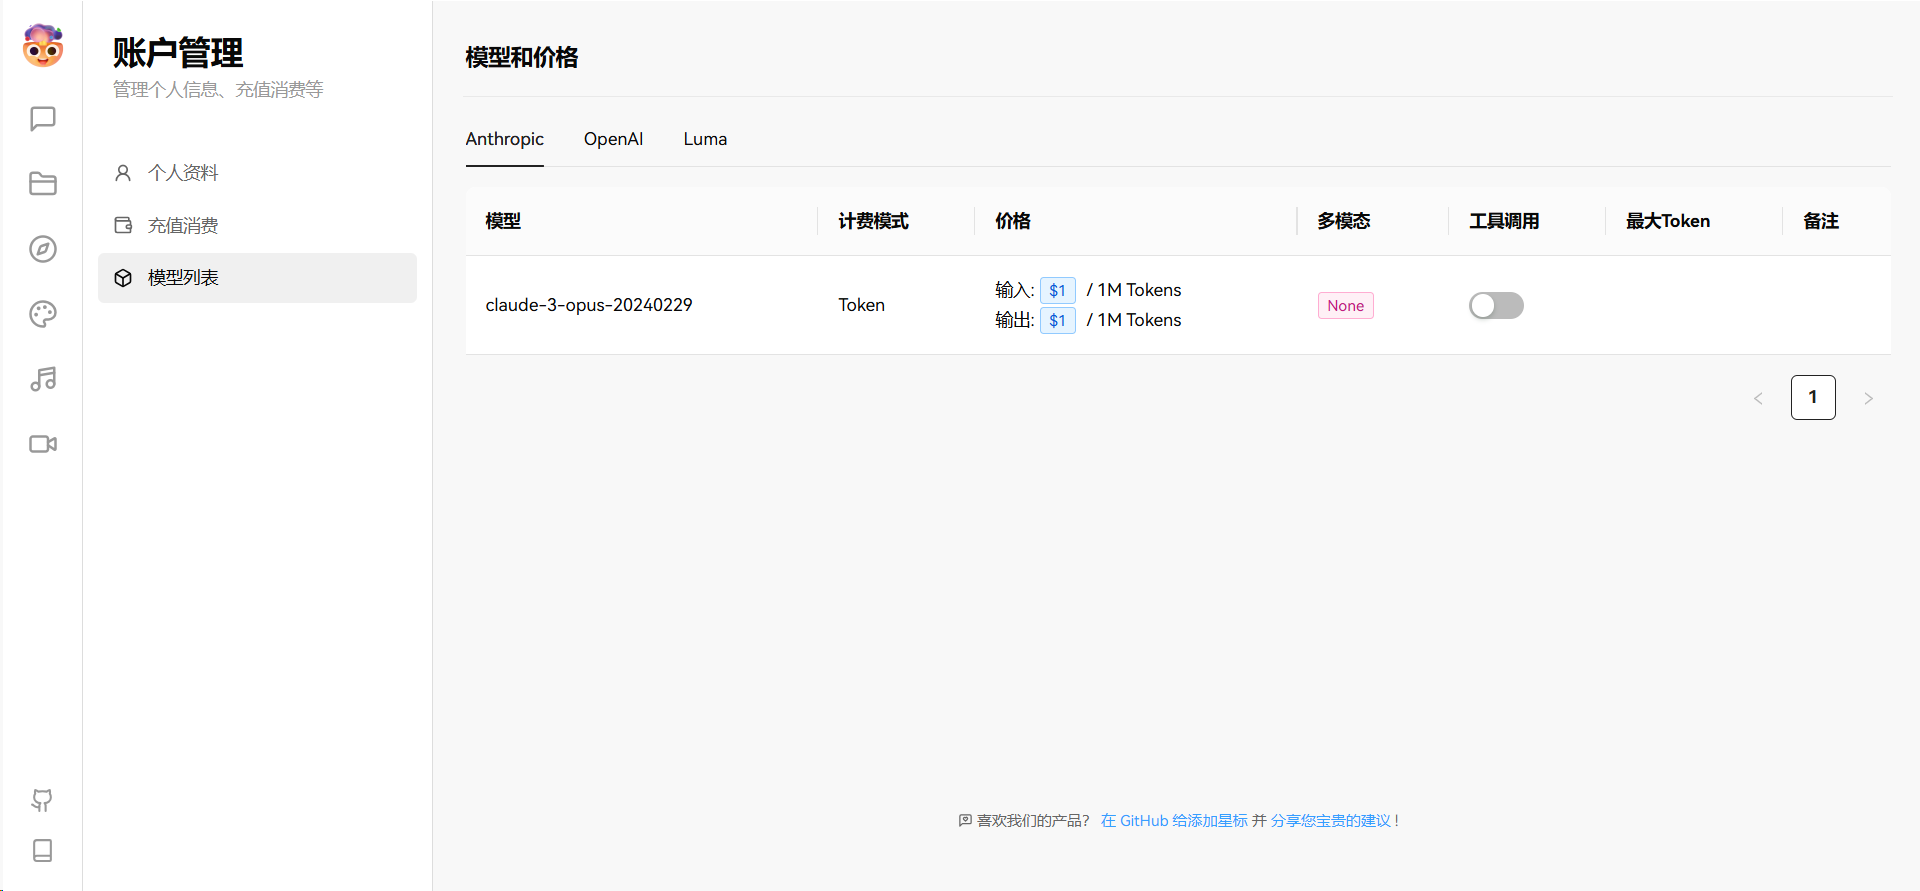 账户管理
管理个人信息、充值消费等
个人资料
充值消费
模型列表
模型和价格
Anthropic OpenAI Luma
模型 计费模式 价格 多模态 工具调用 最大Token 备注
claude-3-opus-20240229 Token 输入: $1 / 1M Tokens None
输出: $1 / 1M Tokens
1
喜欢我们的产品? 在 GitHub 给添加星标 并 分享您宝贵的建议 !